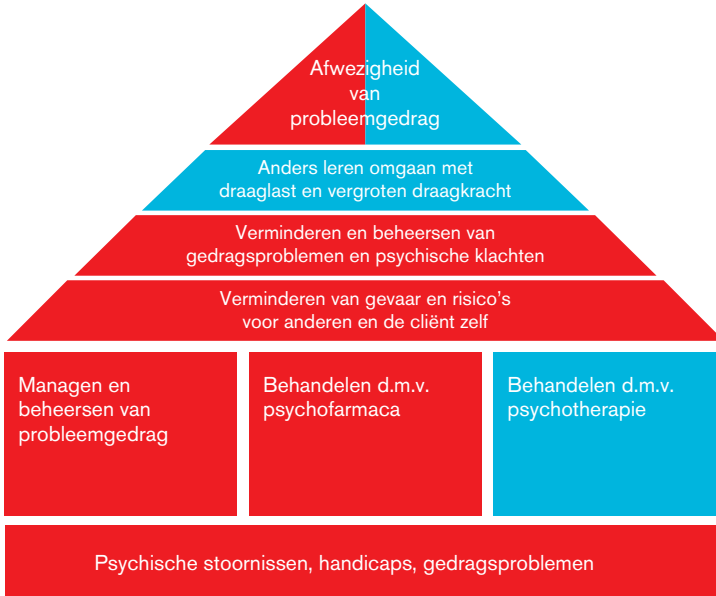 Afwezigheid
van
probleemgedrag
Anders leren omgaan met
draaglast en vergroten draagkracht
Verminderen en beheersen van
gedragsproblemen en psychische klachten
Verminderen van gevaar en risico's
voor anderen en de cliënt zelf
Managen en
beheersen van
probleemgedrag
Behandelen d.m.v.
psychofarmaca
Behandelen d.m.v.
psychotherapie
Psychische stoornissen, handicaps, gedragsproblemen